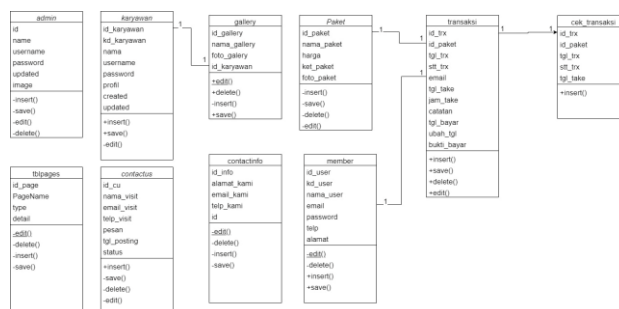 admin
id
name
username
password
updated
image
-insert()
-save()
-edit()
-delete()
karyawan
id_karyawan
kd_karyawan
nama
username
password
profil
created
updated
+insert()
+save()
-edit()
1
1
gallery
id_gallery
nama_gallery
foto_gallery
id_karyawan
+edit()
+delete()
-insert()
+save()
Paket
id_paket
nama_paket
harga
ket_paket
foto_paket
-insert()
-save()
-delete()
-edit()
1
1
transaksi
id_trx
id_paket
tgl_trx
stt_trx
email
tgl_take
jam_take
catatan
tgl_bayar
ubah_tgl
bukti_bayar
+insert()
+save()
+delete()
+edit()
1
1
cek_transaksi
id_trx
id_paket
tgl_trx
stt_trx
tgl_take
+insert()
tblpages
id_page
PageName
type
detail
-edit()
-delete()
-insert()
-save()
contactus
id_cu
nama_visit
email_visit
telp_visit
pesan
tgl_posting
status
+insert()
-save()
-delete()
-edit()
contactinfo
id_info
alamat_kami
email_kami
telp_kami
id
-edit()
-delete()
-insert()
-save()
member
id_user
kd_user
nama_user
email
password
telp
alamat
-edit()
-delete()
+insert()
+save()
1
1